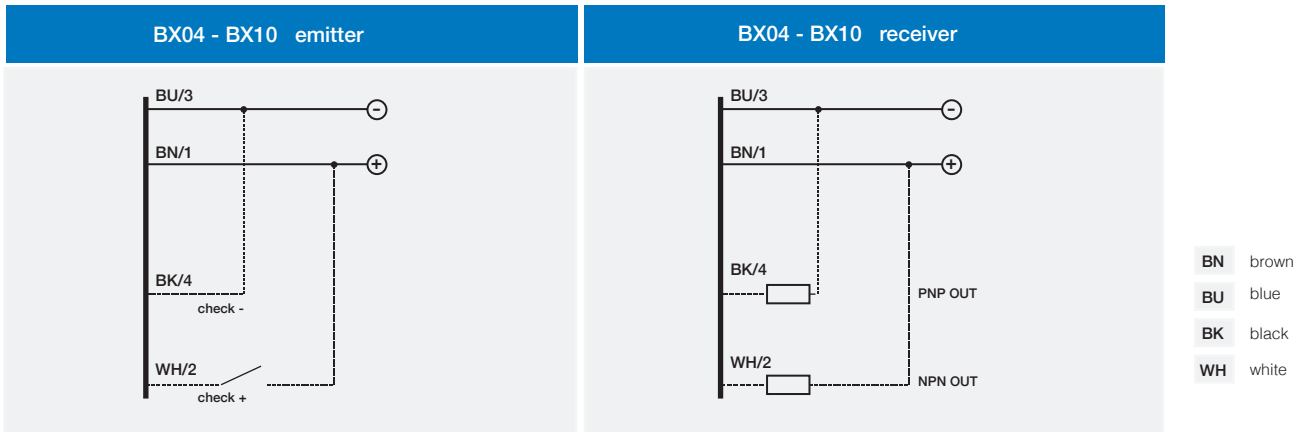 BX04 - BX10 emitter
BU/3
-
BN/1
+
BK/4
check -
WH/2
check +
BX04 - BX10 receiver
BU/3
-
BN/1
+
BK/4
PNP OUT
WH/2
NPN OUT
BN brown
BU blue
BK black
WH white